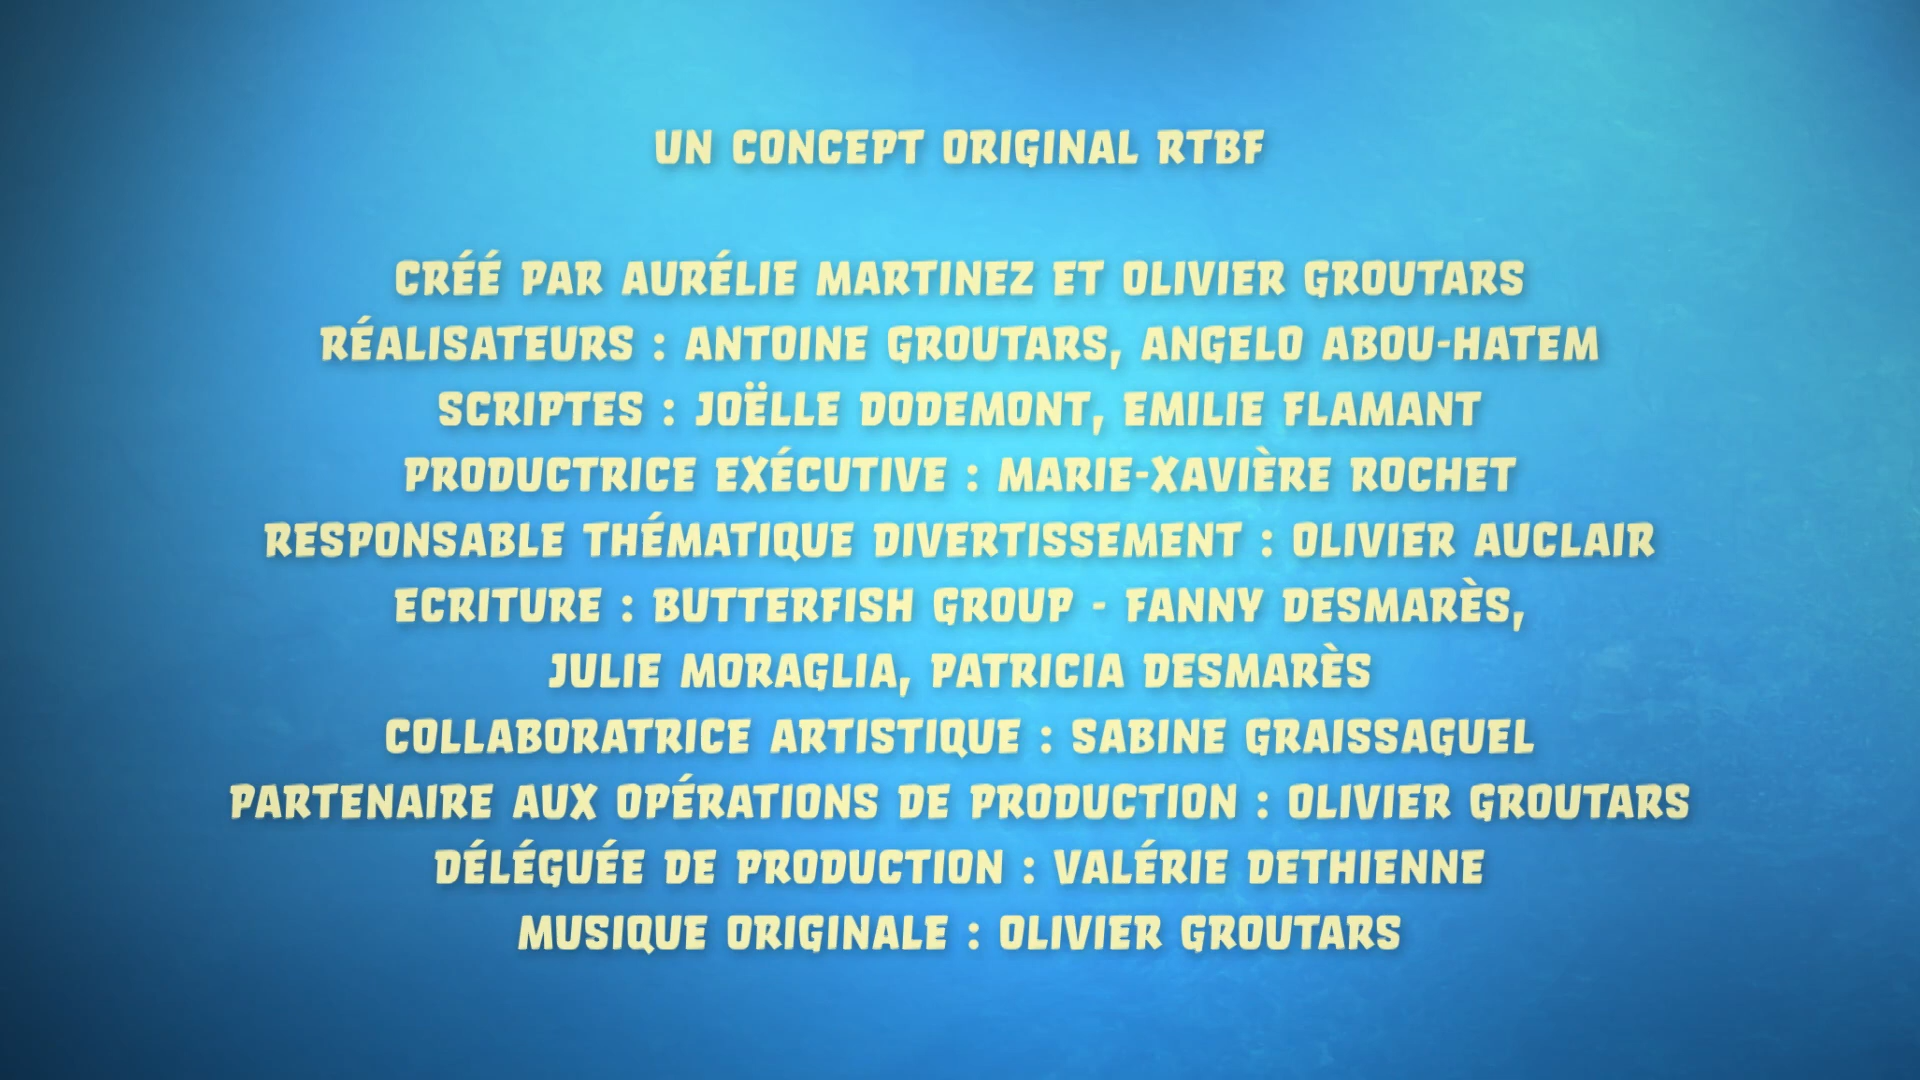 UN CONCEPT ORIGINAL RTBF
CRÉÉ PAR AURÉLIE MARTINEZ ET OLIVIER GROUTARS
RÉALISATEURS : ANTOINE GROUTARS, ANGELO ABOU-HATEM
SCRIPTES : JOËLLE DODEMONT, EMILIE FLAMANT
PRODUCTRICE EXÉCUTIVE : MARIE-XAVIÈRE ROCHET
RESPONSABLE THÉMATIQUE DIVERTISSEMENT : OLIVIER AUCLAIR
ECRITURE : BUTTERFISH GROUP - FANNY DESMARÈS,
JULIE MORAGLIA, PATRICIA DESMARÈS
COLLABORATRICE ARTISTIQUE : SABINE GRAISSAGUEL
PARTENAIRE AUX OPÉRATIONS DE PRODUCTION : OLIVIER GROUTARS
DÉLÉGUÉE DE PRODUCTION : VALÉRIE DETHIENNE
MUSIQUE ORIGINALE : OLIVIER GROUTARS